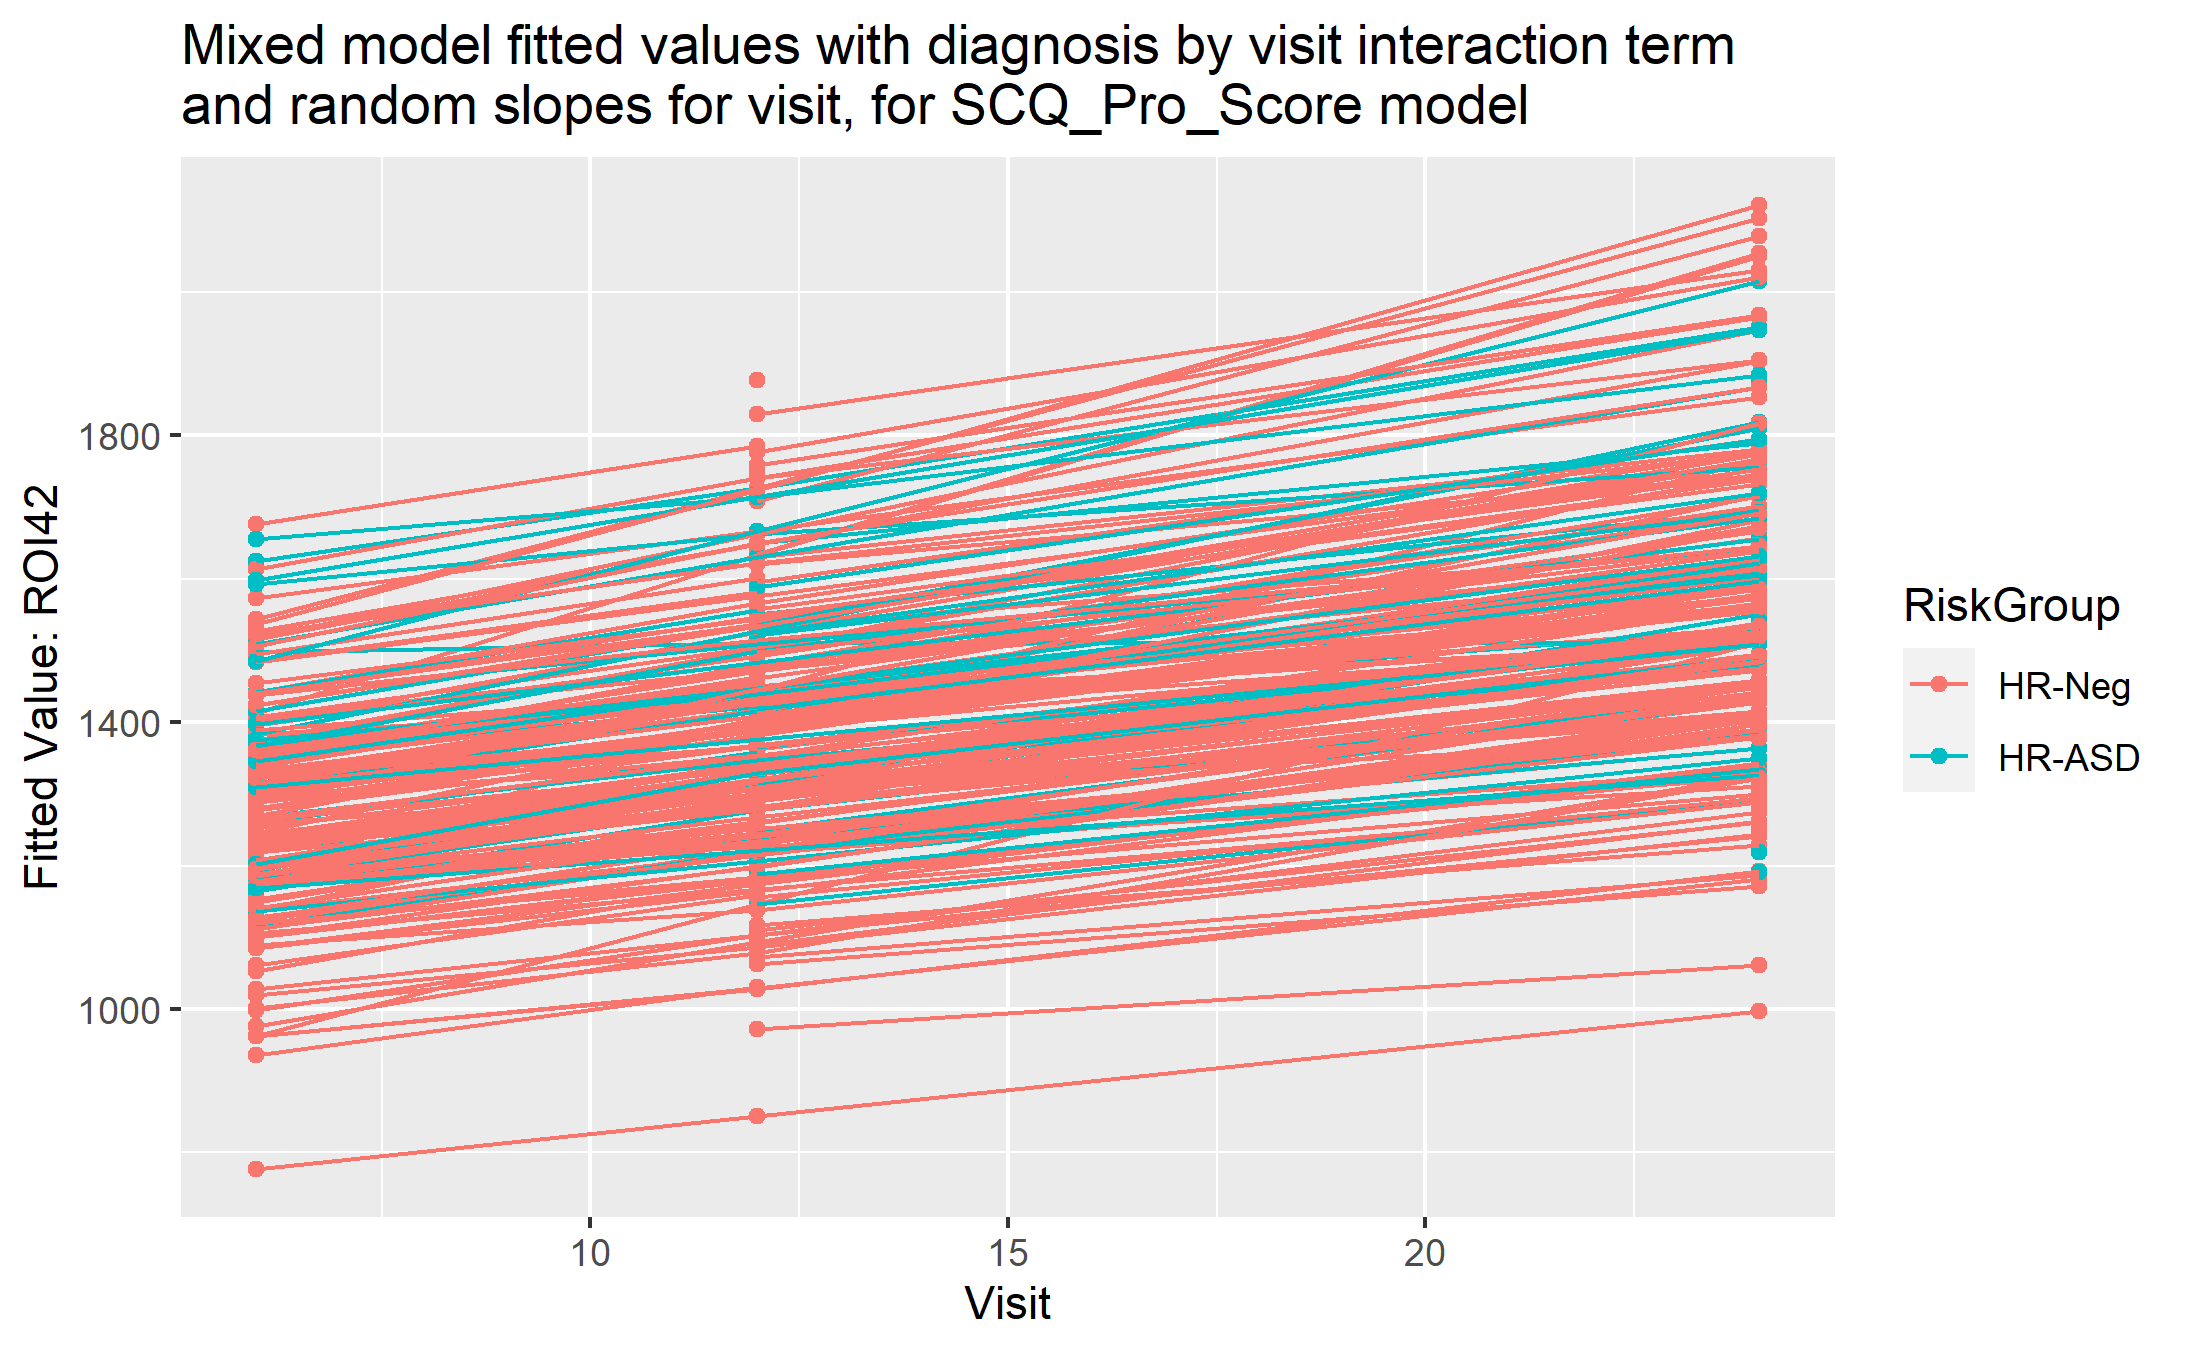 Mixed model fitted values with diagnosis by visit interaction term
and random slopes for visit, for SCQ_Pro_Score model
Fitted Value: ROI42
1800
1400
1000
10
15
20
Visit
RiskGroup
HR-Neg
HR-ASD